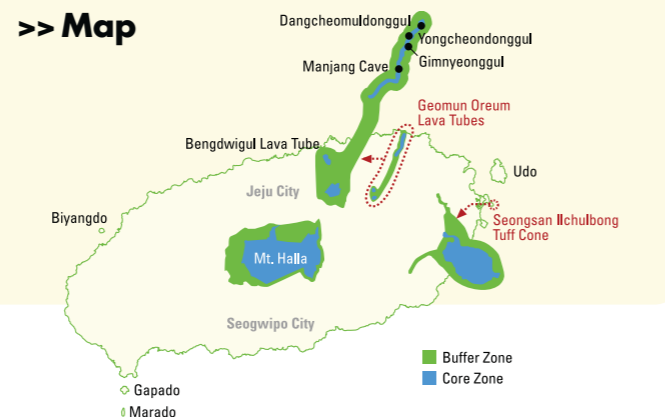 >> Map
Dangcheomuldonggul
Yongcheondonggul
Gimnyeonggul
Manjang Cave
Geomun Oreum
Lava Tubes
Bengdwigul Lava Tube
Udo
Jeju City
Biyangdo
Seongsan Ilchulbong
Tuff Cone
Mt. Halla
Seogwipo City
Buffer Zone
Core Zone
Gapado
Marado